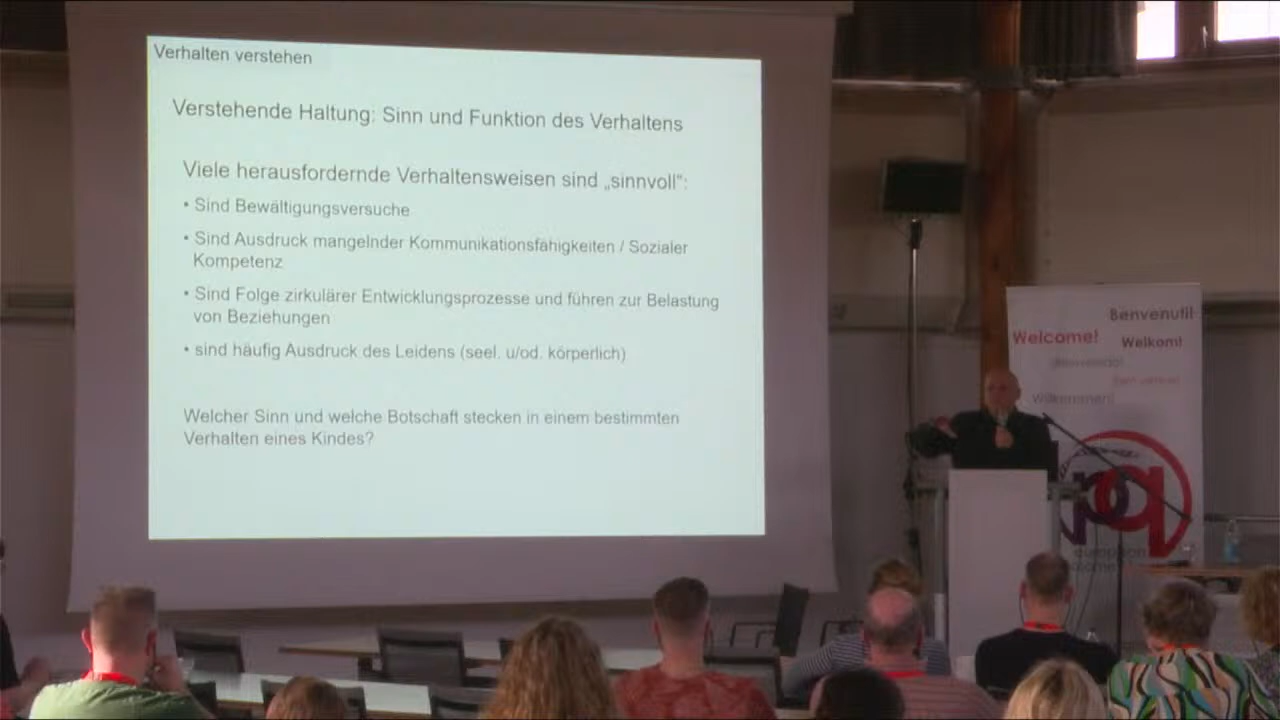 Verhalten verstehen
Verstehende Haltung: Sinn und Funktion des Verhaltens
Viele herausfordernde Verhaltensweisen sind „sinnvoll“:
• Sind Bewältigungsversuche
• Sind Ausdruck mangelnder Kommunikationsfähigkeiten / Sozialer
Kompetenz
• Sind Folge zirkulärer Entwicklungsprozesse und führen zur Belastung
von Beziehungen
• sind häufig Ausdruck des Leidens (seel. u/od. körperlich)
Welcher Sinn und welche Botschaft stecken in einem bestimmten
Verhalten eines Kindes?
Benvenuti!
Welcome!
Welkom!
Willkommen!
european